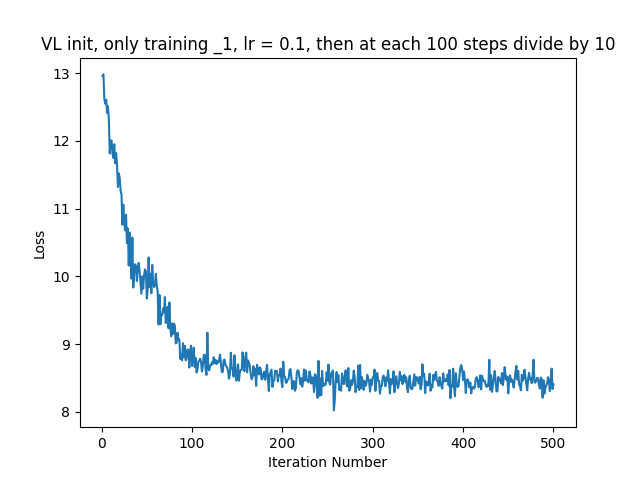 VL init, only training _1, lr = 0.1, then at each 100 steps divide by 10
13
12
11
10
9
8
Loss
0 100 200 300 400 500
Iteration Number